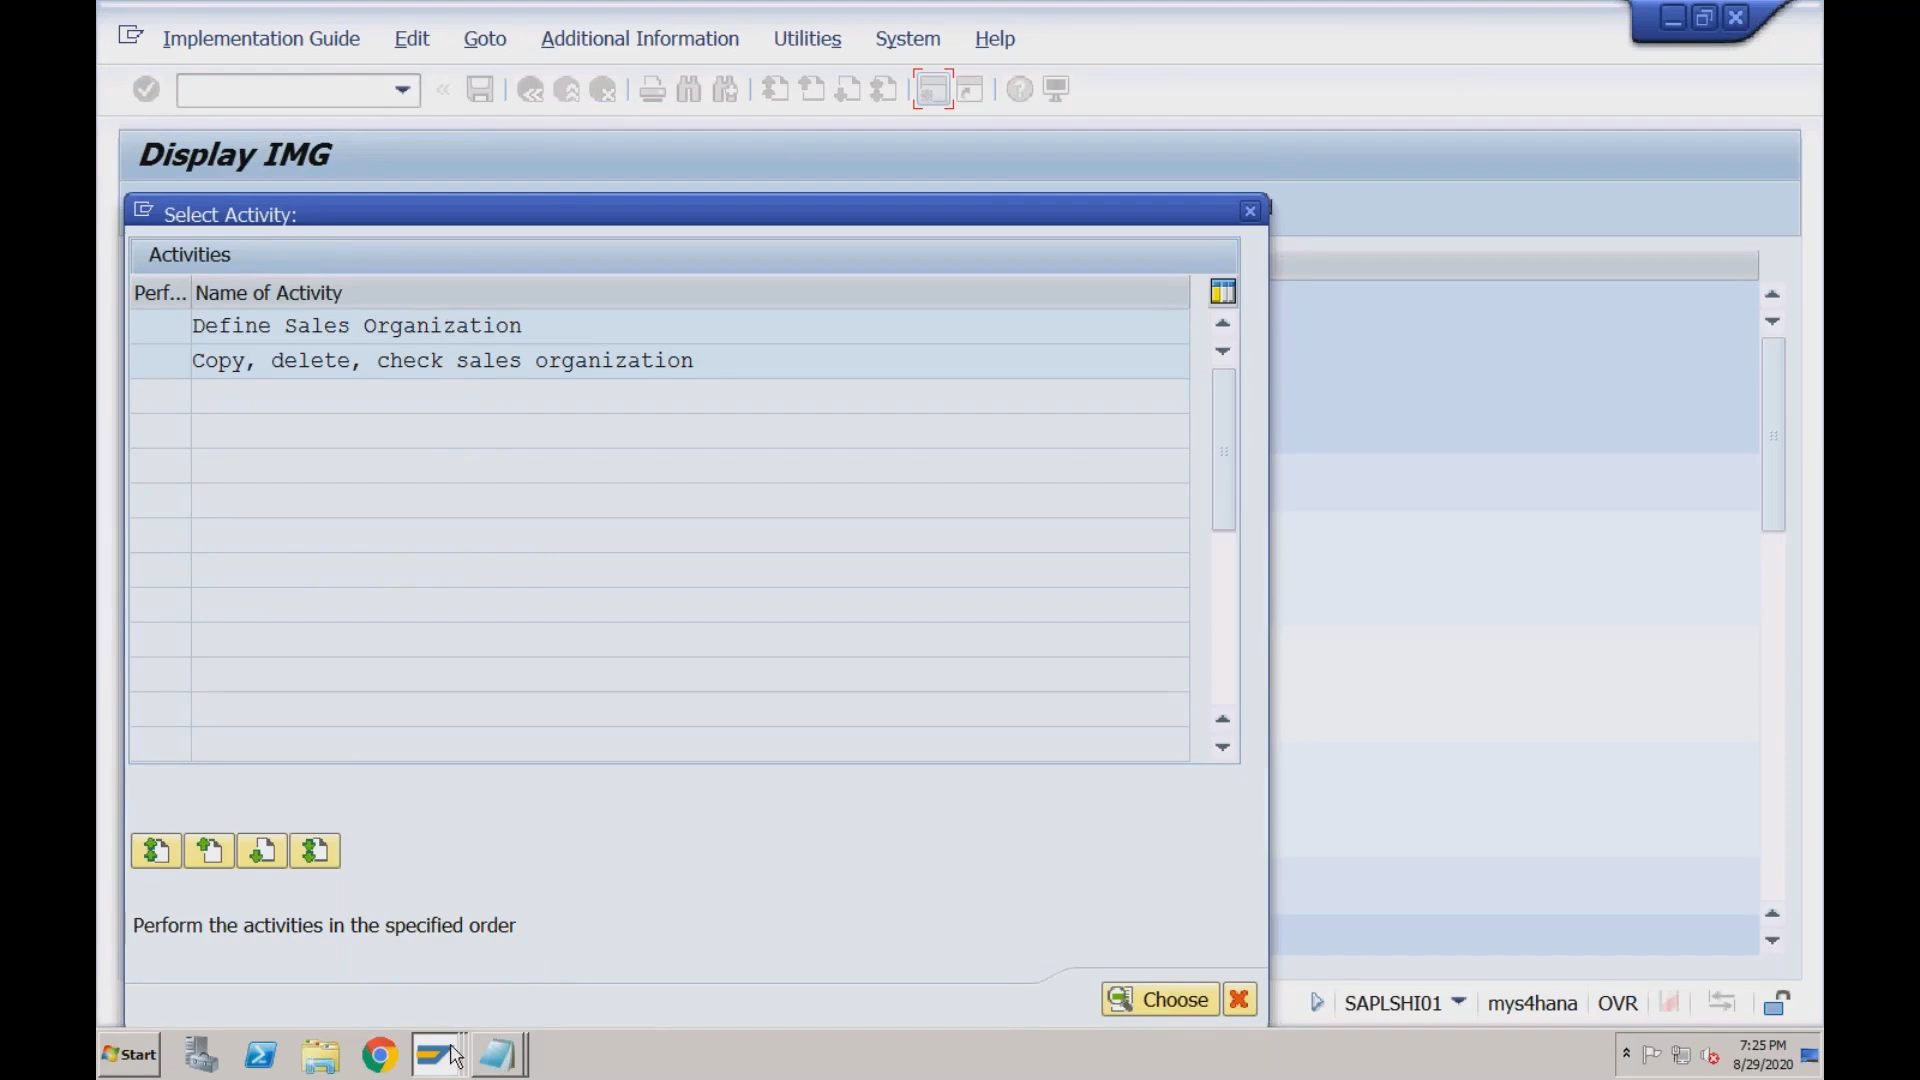 Implementation Guide Edit Goto Additional Information Utilities System Help
Display IMG
Select Activity:
Activities
Perf... Name of Activity
Define Sales Organization
Copy, delete, check sales organization
Perform the activities in the specified order
Choose
SAPLSHI01 mys4hana OVR
Start
7:25 PM
8/29/2020